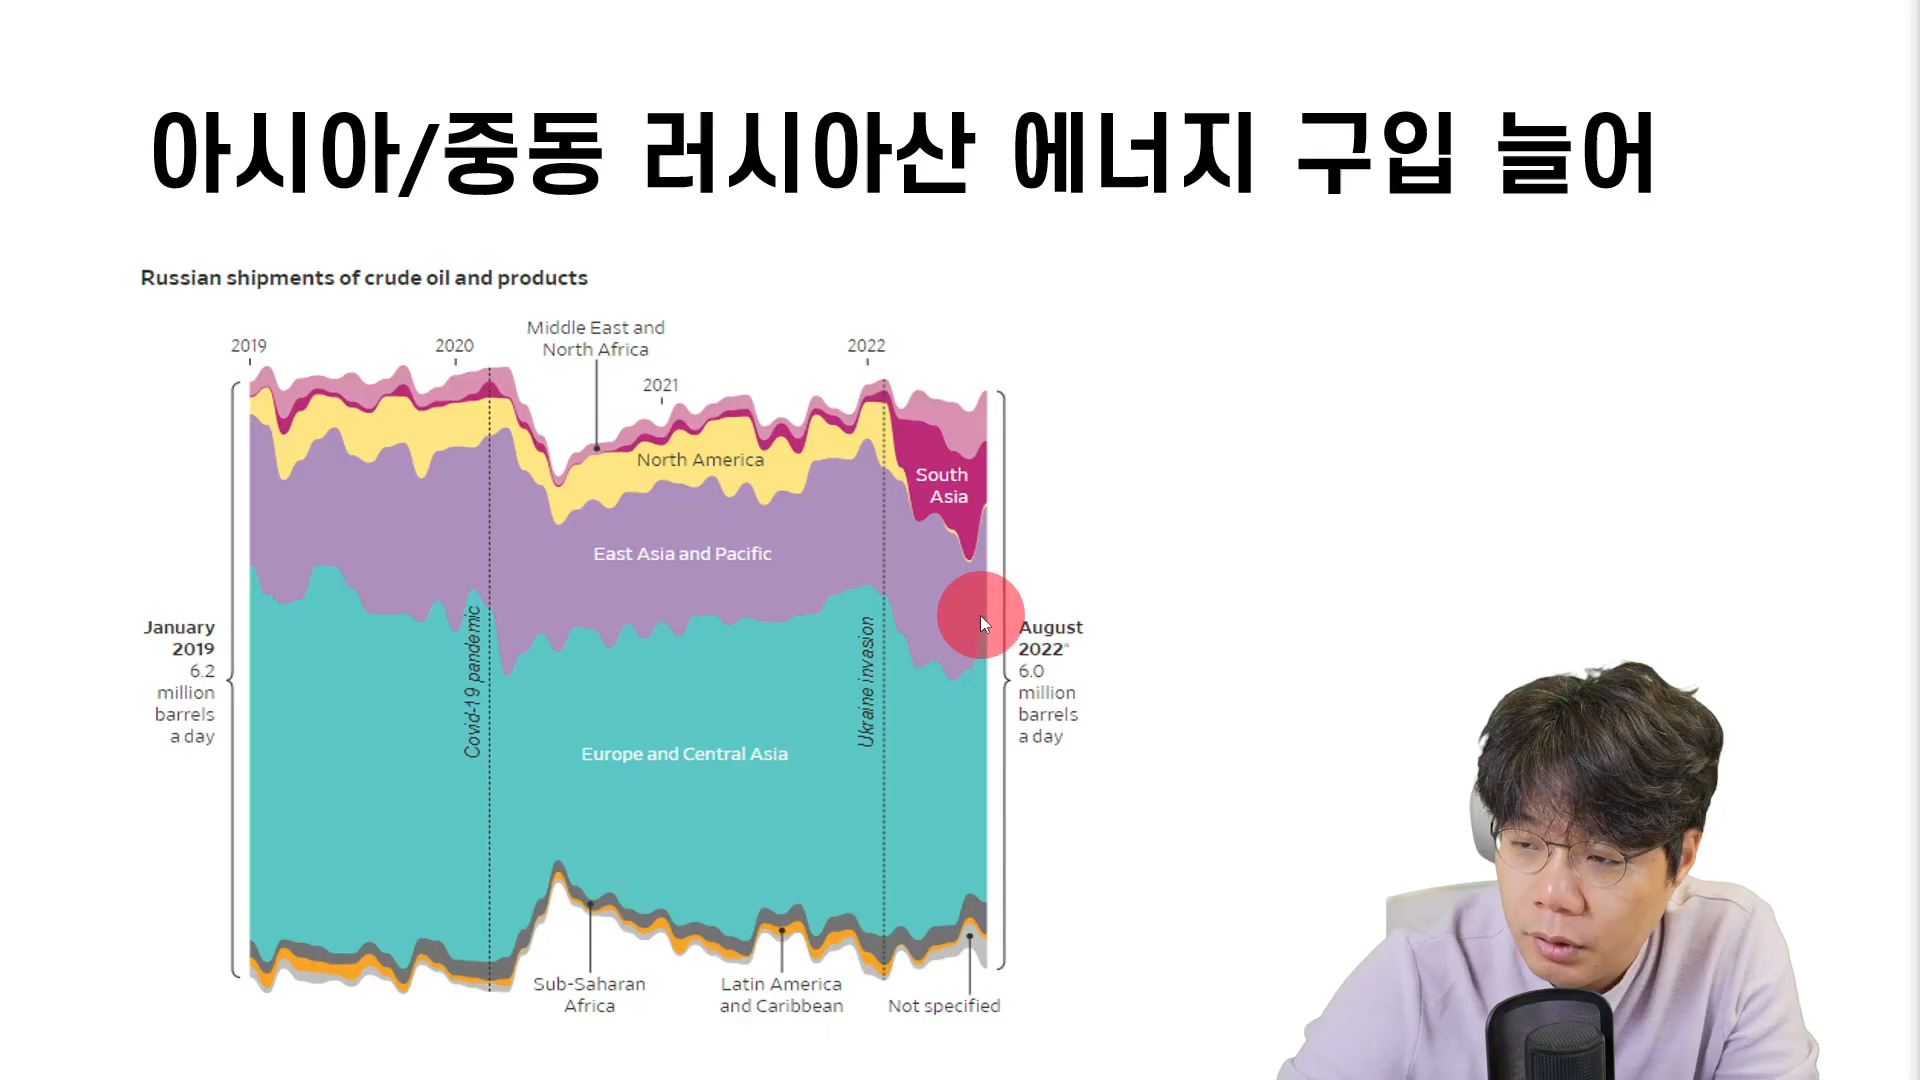 아시아/중동 러시아산 에너지 구입 늘어
Russian shipments of crude oil and products
2019
2020
Middle East and
North Africa
2021
2022
North America
South
Asia
East Asia and Pacific
Covid-19 pandemic
Ukraine invasion
January
2019
6.2
million
barrels
a day
August
2022*
6.0
million
barrels
a day
Europe and Central Asia
Sub-Saharan
Africa
Latin America
and Caribbean
Not specified